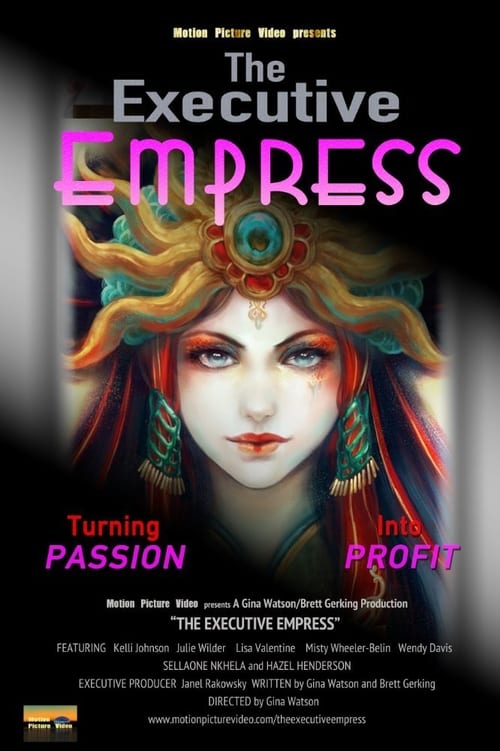 Motion Picture Video presents
The
Executive
EMPRESS
Turning Into
PASSION PROFIT
Motion Picture Video presents A Gina Watson/Brett Gerking Production
“THE EXECUTIVE EMPRESS”
FEATURING Kelli Johnson Julie Wilder Lisa Valentine Misty Wheeler-Belin Wendy Davis
SELLAONE NKHELA and HAZEL HENDERSON
EXECUTIVE PRODUCER Janel Rakowsky WRITTEN by Gina Watson and Brett Gerking
DIRECTED by Gina Watson
www.motionpicturevideo.com/theexecutiveempress
Motion
Picture Video